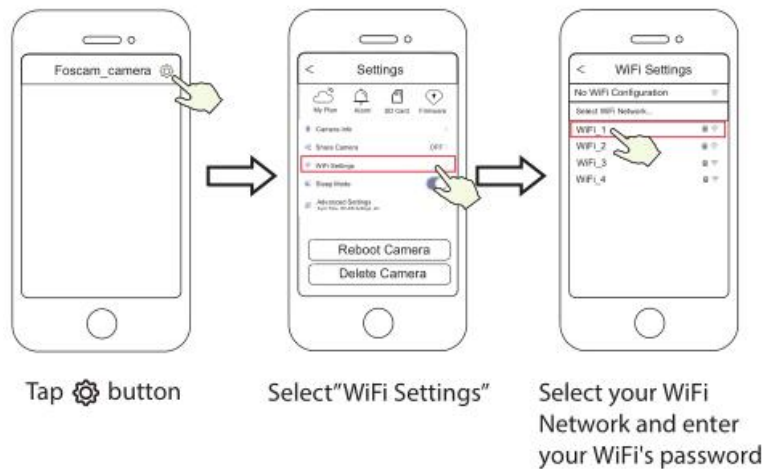 Foscam_camera
Settings
My Plan Alarm SD Card Firmware
Camera Info
Share Camera OFF
WiFi Settings
Sleep Mode
Advanced Settings
Reboot Camera
Delete Camera
WiFi Settings
No WiFi Configuration
Select WiFi Network...
WiFi_1
WiFi_2
WiFi_3
WiFi_4
Tap button
Select"WiFi Settings"
Select your WiFi
Network and enter
your WiFi's password